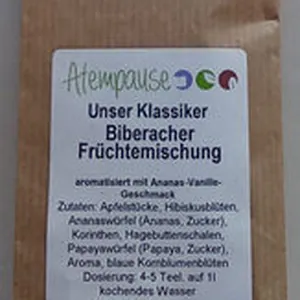 Atempause
Unser Klassiker
Biberacher
Früchtemischung
aromatisiert mit Ananas-Vanille-
Geschmack
Zutaten: Apfelstücke, Hibiskusblüten,
Ananaswürfel (Ananas, Zucker),
Korinthen, Hagebuttenschalen,
Papayawürfel (Papaya, Zucker),
Aroma, blaue Kornblumenblüten
Dosierung: 4-5 Teel. auf 1l
kochendes Wasser